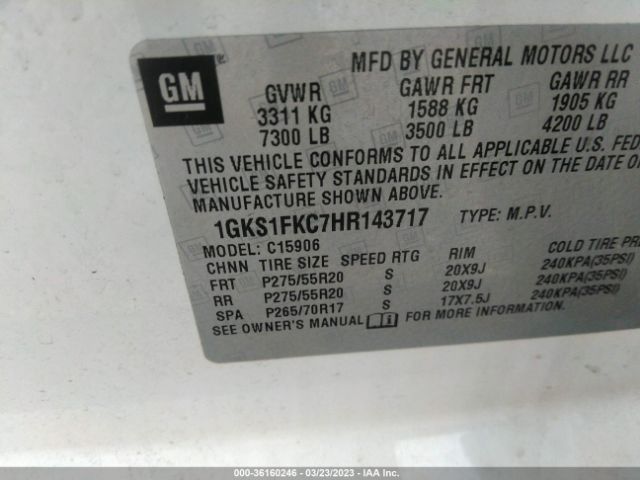 GM
MFD BY GENERAL MOTORS LLC
GVWR GAWR FRT GAWR RR
3311 KG 1588 KG 1905 KG
7300 LB 3500 LB 4200 LB
THIS VEHICLE CONFORMS TO ALL APPLICABLE U.S. FED
VEHICLE SAFETY STANDARDS IN EFFECT ON THE DATE O
MANUFACTURE SHOWN ABOVE.
1GKS1FKC7HR143717 TYPE: M.P.V.
MODEL: C15906
CHNN TIRE SIZE SPEED RTG RIM COLD TIRE PR
FRT P275/55R20 S 20X9J 240KPA(35PSI)
RR P275/55R20 S 20X9J 240KPA(35PSI)
SPA P265/70R17 S 17X7.5J 240KPA(35PSI)
SEE OWNER'S MANUAL FOR MORE INFORMATION.
000-36160246 - 03/23/2023 - IAA Inc.